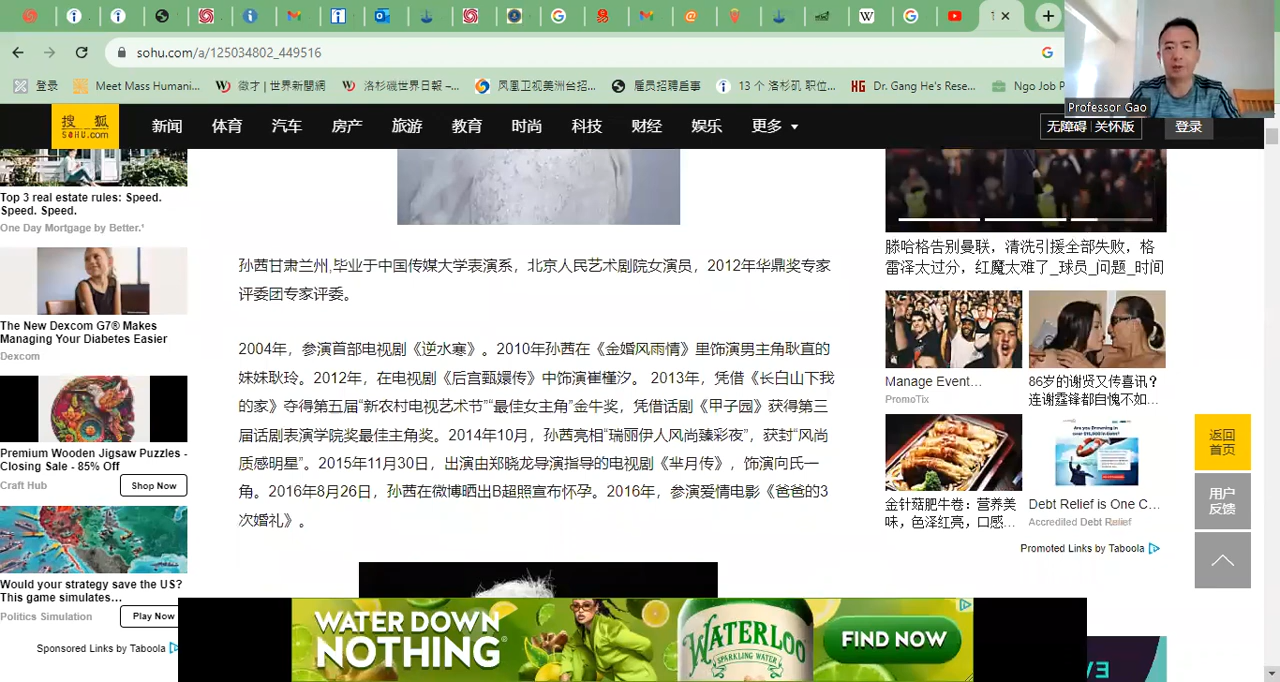 sohu.com/a/125034802_449516
登录
Meet Mass Humani...
徵才 | 世界新聞網
洛杉磯世界日報 –...
凤凰卫视美洲台招...
雇员招聘启事
13 个 洛杉矶 职位...
Dr. Gang He's Rese...
Ngo Job P
Professor Gao
搜狐
SOHU.com
新闻
体育
汽车
房产
旅游
教育
时尚
科技
财经
娱乐
更多
无障碍
关怀版
登录
Top 3 real estate rules: Speed.
Speed. Speed.
One Day Mortgage by Better.¹
The New Dexcom G7® Makes
Managing Your Diabetes Easier
Dexcom
Premium Wooden Jigsaw Puzzles -
Closing Sale - 85% Off
Craft Hub
Shop Now
Would your strategy save the US?
This game simulates…
Politics Simulation
Play Now
Sponsored Links by Taboola
孙茜甘肃兰州,毕业于中国传媒大学表演系，北京人民艺术剧院女演员，2012年华鼎奖专家
评委团专家评委。
2004年，参演首部电视剧《逆水寒》。2010年孙茜在《金婚风雨情》里饰演男主角耿直的
妹妹耿玲。2012年，在电视剧《后宫甄嬛传》中饰演崔槿汐。 2013年，凭借《长白山下我
的家》夺得第五届“新农村电视艺术节”“最佳女主角”金牛奖，凭借话剧《甲子园》获得第三
届话剧表演学院奖最佳主角奖。2014年10月，孙茜亮相“瑞丽伊人风尚臻彩夜”，获封“风尚
质感明星”。2015年11月30日，出演由郑晓龙导演指导的电视剧《芈月传》，饰演向氏一
角。2016年8月26日，孙茜在微博晒出B超照宣布怀孕。2016年，参演爱情电影《爸爸的3
次婚礼》。
滕哈格告别曼联，清洗引援全部失败，格
雷泽太过分，红魔太难了_球员_问题_时间
Manage Event…
PromoTix
86岁的谢贤又传喜讯？
连谢霆锋都自愧不如…
金针菇肥牛卷：营养美
味，色泽红亮，口感…
Debt Relief is One C…
Accredited Debt Relief
Promoted Links by Taboola
返回
首页
用户
反馈
WATER DOWN
NOTHING®
WATERLOO
SPARKLING WATER
FIND NOW